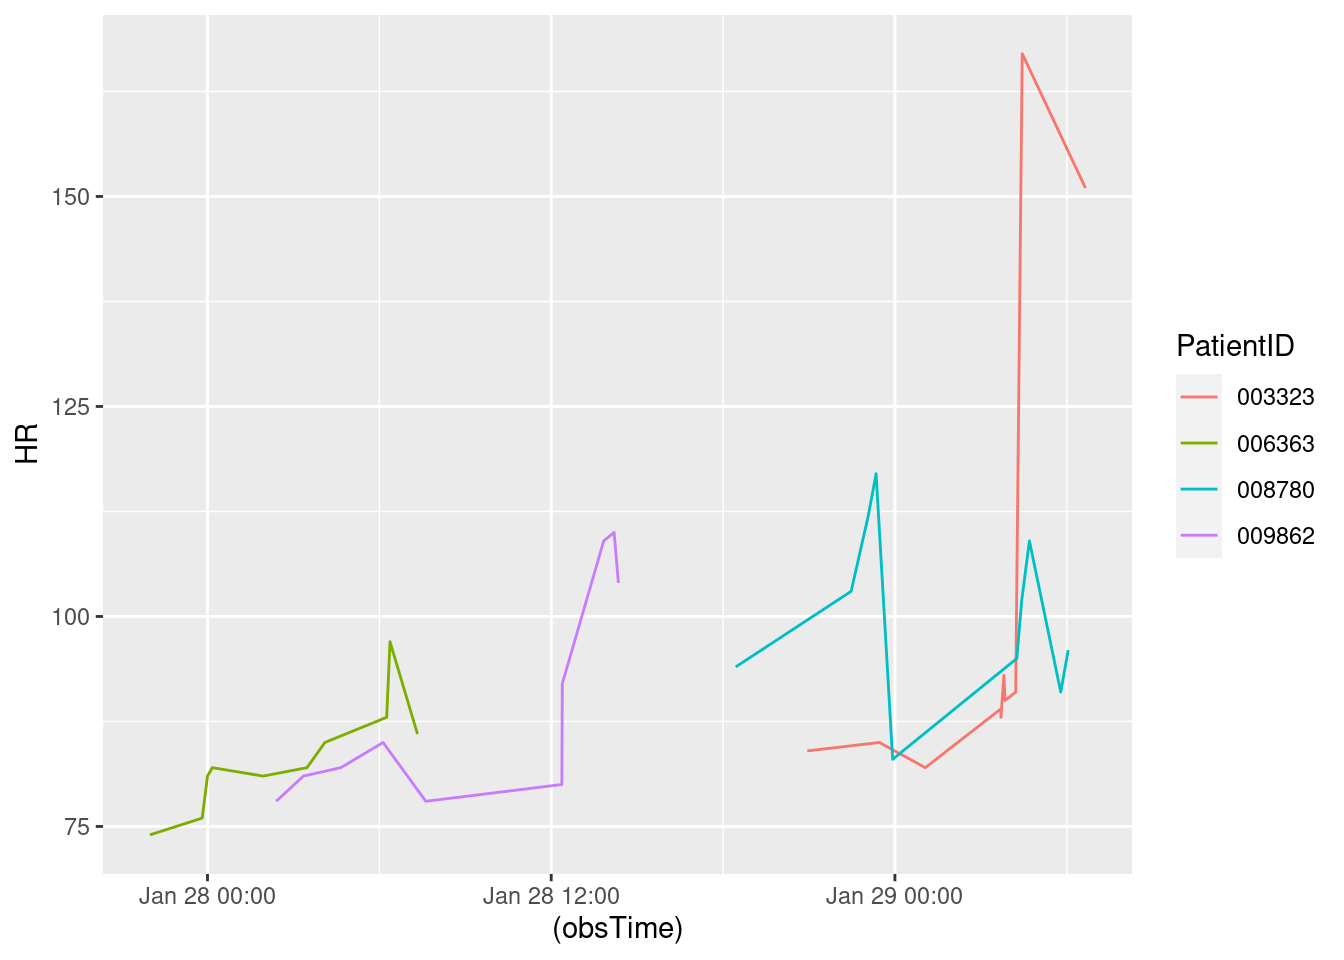 150
125
100
75
HR
Jan 28 00:00
Jan 28 12:00
Jan 29 00:00
(obsTime)
PatientID
003323
006363
008780
009862